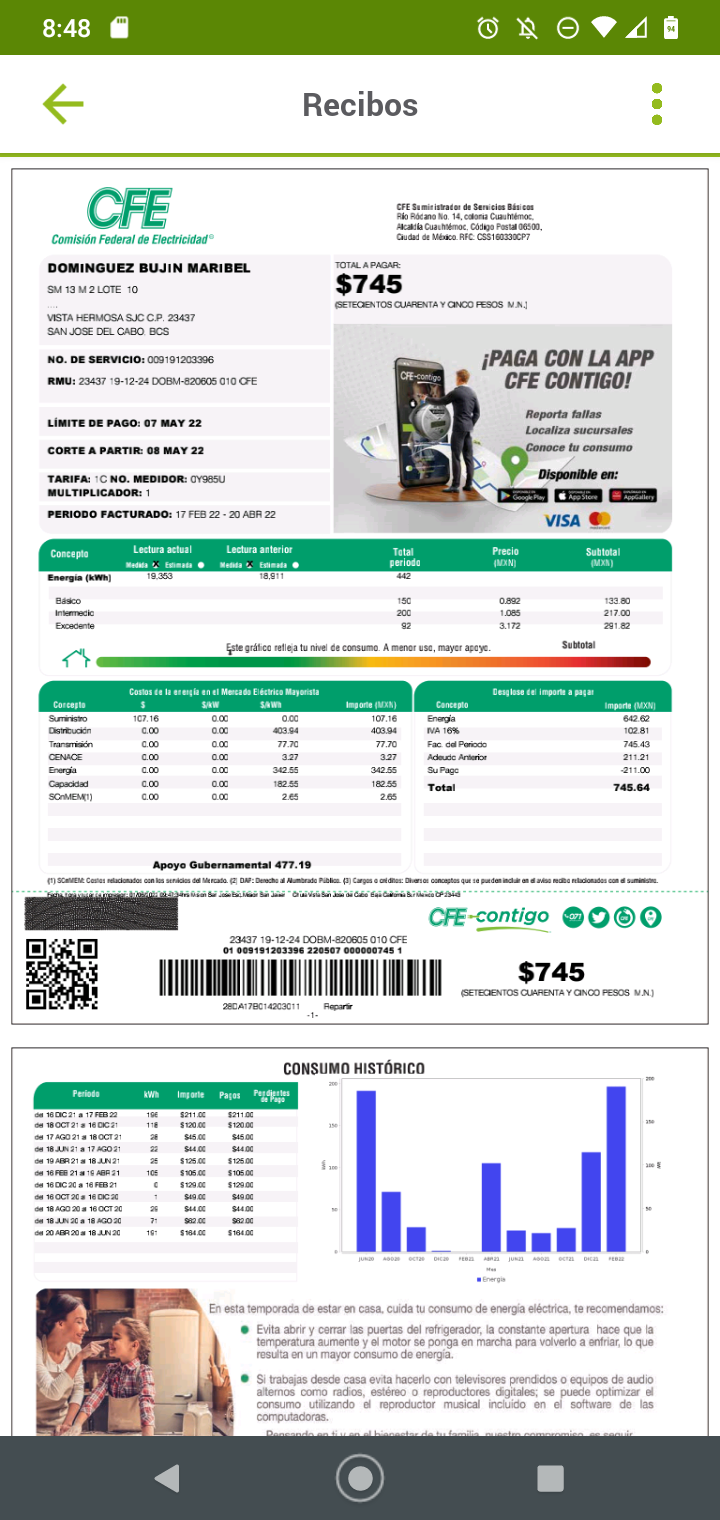 8:48
94
Recibos
CFE
Comisión Federal de Electricidad
CFE Suministrador de Servicios Básicos
Río Ródano No. 14, colonia Cuauhtémoc,
Alcaldía Cuauhtémoc, Código Postal 06500,
Ciudad de México. RFC: CSS160330CP7
DOMINGUEZ BUJIN MARIBEL
SM 13 M 2 LOTE 10
....
VISTA HERMOSA SJC C.P. 23437
SAN JOSE DEL CABO, BCS
TOTAL A PAGAR:
$745
(SETECIENTOS CUARENTA Y CINCO PESOS M.N.)
NO. DE SERVICIO: 009191203396
RMU: 23437 19-12-24 DOBM-820605 010 CFE
LÍMITE DE PAGO: 07 MAY 22
CORTE A PARTIR: 08 MAY 22
TARIFA: 1C NO. MEDIDOR: 0Y985U
MULTIPLICADOR: 1
PERIODO FACTURADO: 17 FEB 22 - 20 ABR 22
¡PAGA CON LA APP
CFE CONTIGO!
CFE-contigo
Reporta fallas
Localiza sucursales
Conoce tu consumo
Disponible en:
Google Play App Store AppGallery
VISA mastercard
Concepto Lectura actual Lectura anterior Total periodo Precio (MXN) Subtotal (MXN)
Medida X Estimada Medida X Estimada
Energía (kWh) 19,353 18,911 442
Básico 150 0.892 133.80
Intermedio 200 1.085 217.00
Excedente 92 3.172 291.82
Este gráfico refleja tu nivel de consumo. A menor uso, mayor apoyo.
Subtotal
Costos de la energía en el Mercado Eléctrico Mayorista
Concepto $ $/kW $/kWh Importe (MXN)
Suministro 107.16 0.00 0.00 107.16
Distribución 0.00 0.00 403.94 403.94
Transmisión 0.00 0.00 77.70 77.70
CENACE 0.00 0.00 3.27 3.27
Energía 0.00 0.00 342.55 342.55
Capacidad 0.00 0.00 182.55 182.55
SCnMEM(1) 0.00 0.00 2.65 2.65
Apoyo Gubernamental 477.19
Desglose del importe a pagar
Concepto Importe (MXN)
Energía 642.62
IVA 16% 102.81
Fac. del Periodo 745.43
Adeudo Anterior 211.21
Su Pago -211.00
Total 745.64
(1) SCnMEM: Costos relacionados con los servicios del Mercado. (2) DAP: Derecho al Alumbrado Público. (3) Cargos o créditos: Diversos conceptos que se pueden incluir en el aviso recibo relacionados con el suministro.
CFE-contigo
071
23437 19-12-24 DOBM-820605 010 CFE
01 009191203396 220507 000000745 1
28DA17B014203011 Repartir
-1-
$745
(SETECIENTOS CUARENTA Y CINCO PESOS M.N.)
CONSUMO HISTÓRICO
Período kWh Importe Pagos Pendientes de Pago
del 16 DIC 21 al 17 FEB 22 196 $211.00 $211.00
del 18 OCT 21 al 16 DIC 21 118 $120.00 $120.00
del 17 AGO 21 al 18 OCT 21 28 $45.00 $45.00
del 18 JUN 21 al 17 AGO 21 22 $44.00 $44.00
del 19 ABR 21 al 18 JUN 21 25 $125.00 $125.00
del 16 FEB 21 al 19 ABR 21 105 $105.00 $105.00
del 16 DIC 20 al 16 FEB 21 0 $129.00 $129.00
del 16 OCT 20 al 16 DIC 20 1 $49.00 $49.00
del 18 AGO 20 al 16 OCT 20 29 $44.00 $44.00
del 18 JUN 20 al 18 AGO 20 71 $62.00 $62.00
del 20 ABR 20 al 18 JUN 20 191 $164.00 $164.00
200 200
150 150
kWh 100 100
50 50
0 0
JUN20 AGO20 OCT20 DIC20 FEB21 ABR21 JUN21 AGO21 OCT21 DIC21 FEB22
Mes
Energía
En esta temporada de estar en casa, cuida tu consumo de energía eléctrica, te recomendamos:
Evita abrir y cerrar las puertas del refrigerador, la constante apertura hace que la
temperatura aumente y el motor se ponga en marcha para volverlo a enfriar, lo que
resulta en un mayor consumo de energía.
Si trabajas desde casa evita hacerlo con televisores prendidos o equipos de audio
alternos como radios, estéreo o reproductores digitales; se puede optimizar el
consumo utilizando el reproductor musical incluido en el software de las
computadoras.
Pensando en ti y en el bienestar de tu familia, nuestro compromiso, es seguir